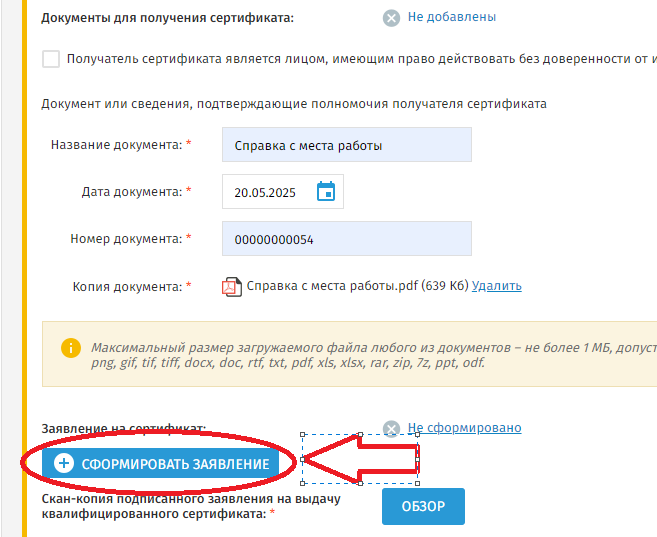 Документы для получения сертификата: Не добавлены
Получатель сертификата является лицом, имеющим право действовать без доверенности от
Документ или сведения, подтверждающие полномочия получателя сертификата
Название документа: * Справка с места работы
Дата документа: * 20.05.2025
Номер документа: * 00000000054
Копия документа: * Справка с места работы.pdf (639 Кб) Удалить
Максимальный размер загружаемого файла любого из документов – не более 1 МБ,
png, gif, tif, tiff, docx, doc, rtf, txt, pdf, xls, xlsx, rar, zip, 7z, ppt, odf.
Заявление на сертификат: Не сформировано
СФОРМИРОВАТЬ ЗАЯВЛЕНИЕ
Скан-копия подписанного заявления на выдачу
квалифицированного сертификата: *
ОБЗОР